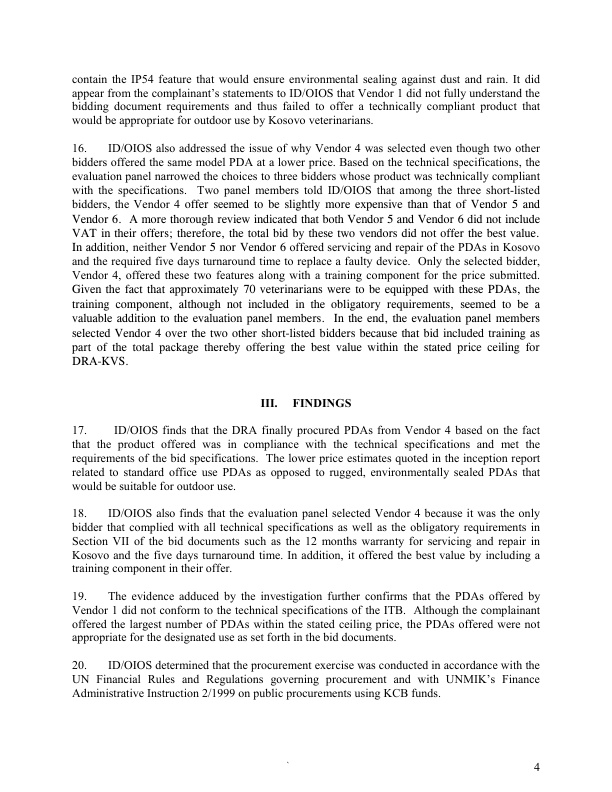 contain the IP54 feature that would ensure environmental sealing against dust and rain. It did
appear from the complainant's statements to ID/OIOS that Vendor 1 did not fully understand the
bidding document requirements and thus failed to offer a technically compliant product that
would be appropriate for outdoor use by Kosovo veterinarians.
16. ID/OIOS also addressed the issue of why Vendor 4 was selected even though two other
bidders offered the same model PDA at a lower price. Based on the technical specifications, the
evaluation panel narrowed the choices to three bidders whose product was technically compliant
with the specifications. Two panel members told ID/OIOS that among the three short-listed
bidders, the Vendor 4 offer seemed to be slightly more expensive than that of Vendor 5 and
Vendor 6. A more thorough review indicated that both Vendor 5 and Vendor 6 did not include
VAT in their offers; therefore, the total bid by these two vendors did not offer the best value.
In addition, neither Vendor 5 nor Vendor 6 offered servicing and repair of the PDAs in Kosovo
and the required five days turnaround time to replace a faulty device. Only the selected bidder,
Vendor 4, offered these two features along with a training component for the price submitted.
Given the fact that approximately 70 veterinarians were to be equipped with these PDAs, the
training component, although not included in the obligatory requirements, seemed to be a
valuable addition to the evaluation panel members. In the end, the evaluation panel members
selected Vendor 4 over the two other short-listed bidders because that bid included training as
part of the total package thereby offering the best value within the stated price ceiling for
DRA-KVS.
III. FINDINGS
17. ID/OIOS finds that the DRA finally procured PDAs from Vendor 4 based on the fact
that the product offered was in compliance with the technical specifications and met the
requirements of the bid specifications. The lower price estimates quoted in the inception report
related to standard office use PDAs as opposed to rugged, environmentally sealed PDAs that
would be suitable for outdoor use.
18. ID/OIOS also finds that the evaluation panel selected Vendor 4 because it was the only
bidder that complied with all technical specifications as well as the obligatory requirements in
Section VII of the bid documents such as the 12 months warranty for servicing and repair in
Kosovo and the five days turnaround time. In addition, it offered the best value by including a
training component in their offer.
19. The evidence adduced by the investigation further confirms that the PDAs offered by
Vendor 1 did not conform to the technical specifications of the ITB. Although the complainant
offered the largest number of PDAs within the stated ceiling price, the PDAs offered were not
appropriate for the designated use as set forth in the bid documents.
20. ID/OIOS determined that the procurement exercise was conducted in accordance with the
UN Financial Rules and Regulations governing procurement and with UNMIK's Finance
Administrative Instruction 2/1999 on public procurements using KCB funds.
4